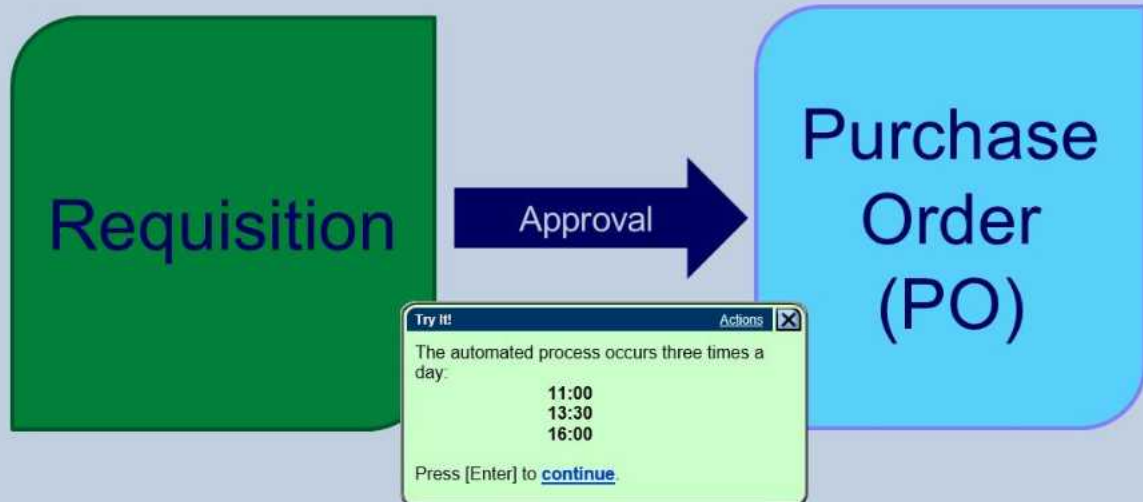 Requisition
Approval
Purchase
Order
(PO)
Try It!
Actions
The automated process occurs three times a
day:
11:00
13:30
16:00
Press [Enter] to continue.